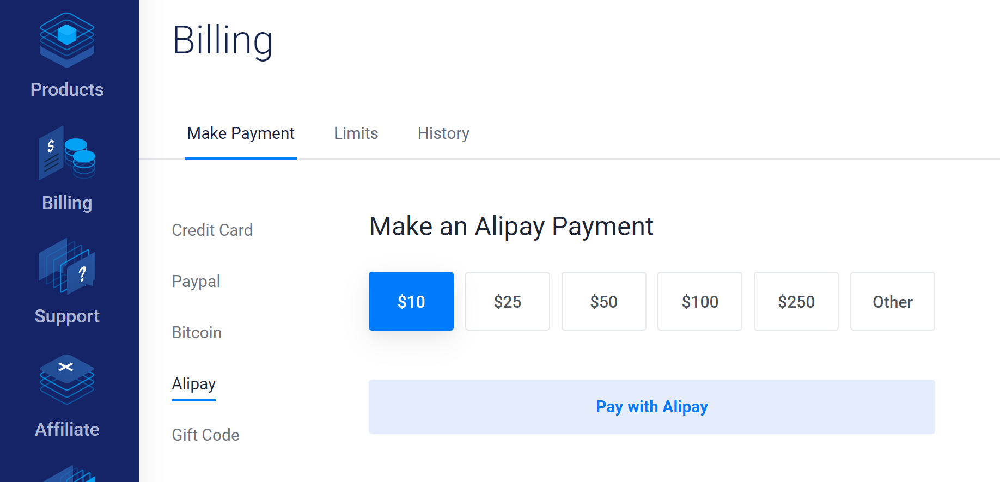 Products
$
Billing
?
Support
Affiliate
Billing
Make Payment Limits History
Credit Card
Paypal
Bitcoin
Alipay
Gift Code
Make an Alipay Payment
$10 $25 $50 $100 $250 Other
Pay with Alipay